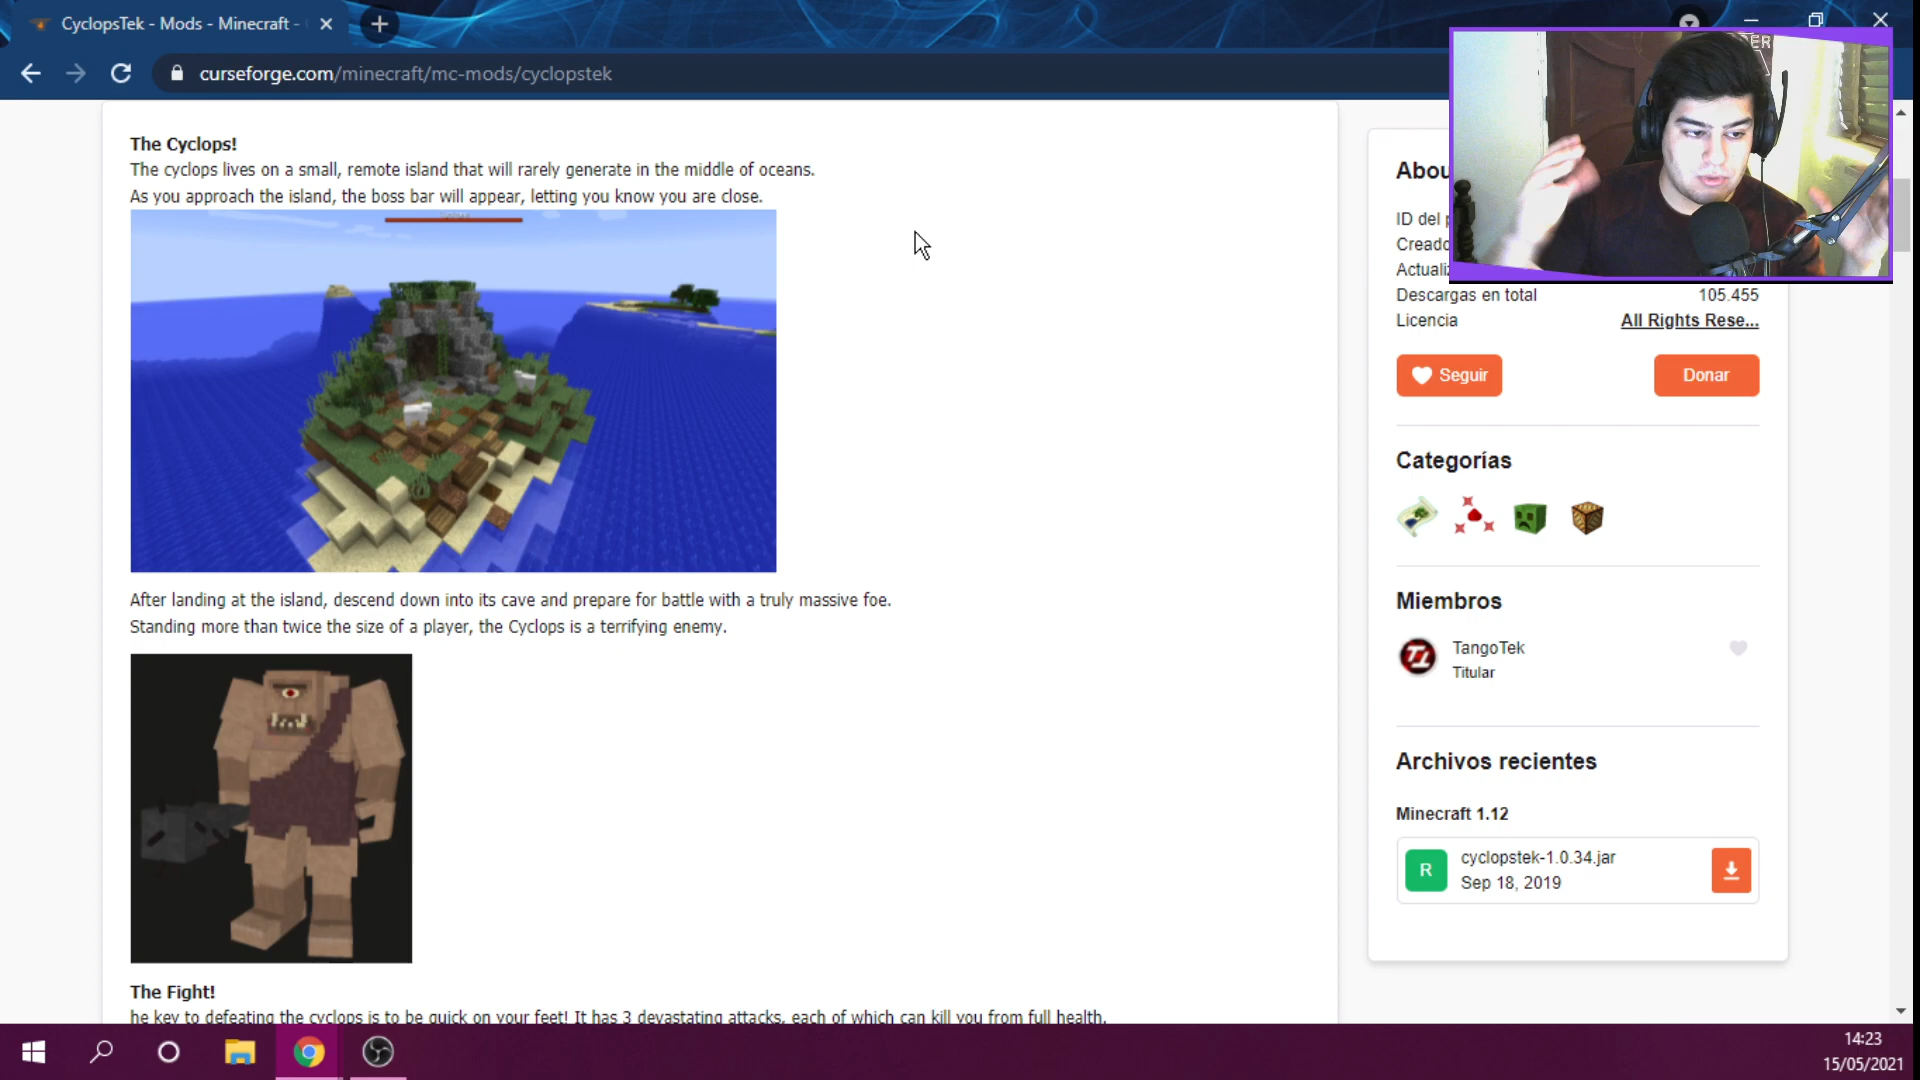 CyclopsTek - Mods - Minecraft -
curseforge.com/minecraft/mc-mods/cyclopstek
The Cyclops!
The cyclops lives on a small, remote island that will rarely generate in the middle of oceans.
As you approach the island, the boss bar will appear, letting you know you are close.
After landing at the island, descend down into its cave and prepare for battle with a truly massive foe.
Standing more than twice the size of a player, the Cyclops is a terrifying enemy.
The Fight!
he key to defeating the cyclops is to be quick on your feet! It has 3 devastating attacks, each of which can kill you from full health.
Abou
ID del p
Creado
Actualiz
Descargas en total 105.455
Licencia All Rights Rese...
Seguir Donar
Categorías
Miembros
TangoTek
Titular
Archivos recientes
Minecraft 1.12
R cyclopstek-1.0.34.jar
Sep 18, 2019
14:23
15/05/2021